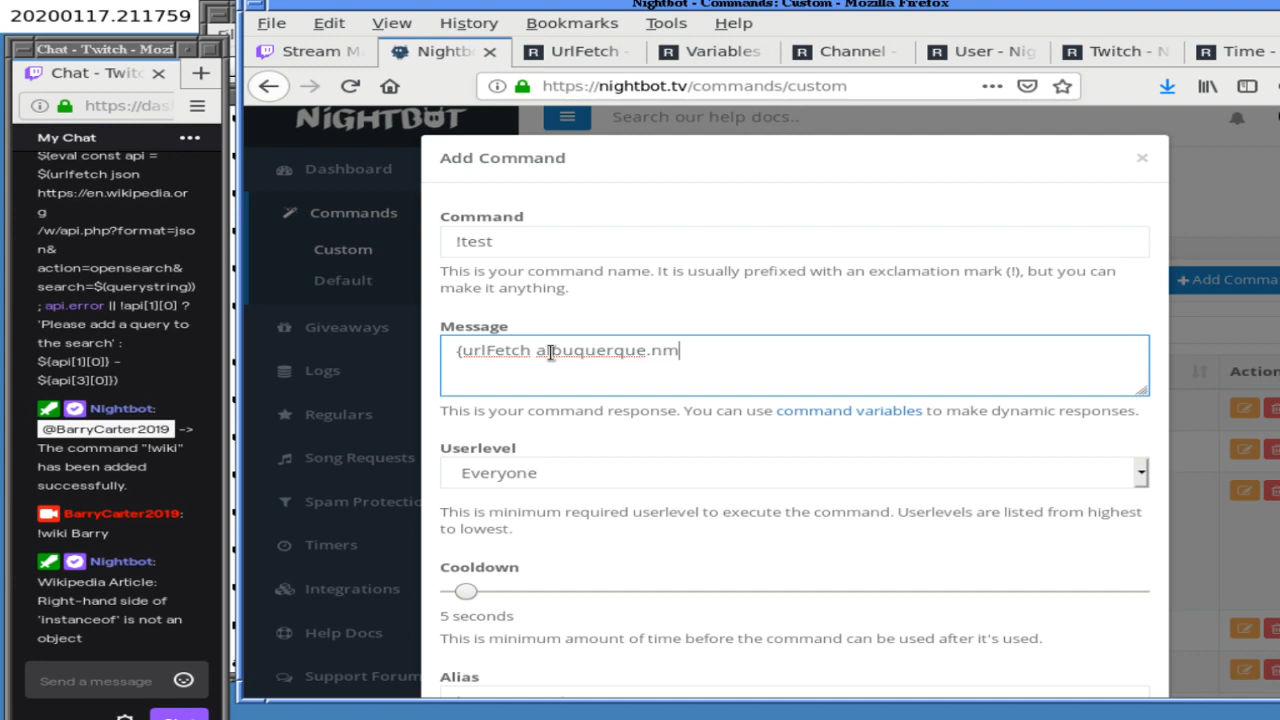 20200117.211759
Chat - Twitch - Mozi
Chat - Twitc
https://das
My Chat
$(eval const api =
$(urlfetch json
https://en.wikipedia.or
g
/w/api.php?format=jso
n&
action=opensearch&
search=$(querystring))
; api.error || !api[1][0] ?
'Please add a query to
the search' :
${api[1][0]} -
${api[3][0]})
Nightbot:
@BarryCarter2019 ->
The command "!wiki"
has been added
successfully.
BarryCarter2019:
!wiki Barry
Nightbot:
Wikipedia Article:
Right-hand side of
'instanceof' is not an
object
Send a message
Nightbot - Commands: Custom - Mozilla Firefox
File Edit View History Bookmarks Tools Help
Stream M Nightb UrlFetch - Variables Channel - User - Nig Twitch - N Time -
https://nightbot.tv/commands/custom
NIGHTBOT
Search our help docs..
Dashboard
Commands
Custom
Default
Giveaways
Logs
Regulars
Song Requests
Spam Protectio
Timers
Integrations
Help Docs
Support Forum
Add Command
Command
!test
This is your command name. It is usually prefixed with an exclamation mark (!), but you can
make it anything.
Message
{urlFetch albuquerque.nm
This is your command response. You can use command variables to make dynamic responses.
Userlevel
Everyone
This is minimum required userlevel to execute the command. Userlevels are listed from highest
to lowest.
Cooldown
5 seconds
This is minimum amount of time before the command can be used after it's used.
Alias
+ Add Comma
Action